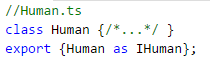 //Human.ts
class Human {/*...*/ }
export {Human as IHuman};